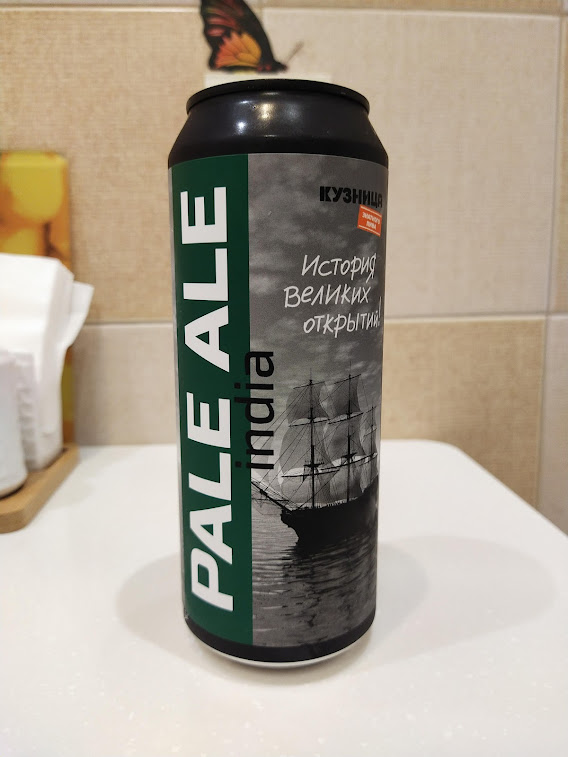 PALE ALE
india
КУЗНИЦА
История
великих
открытий!